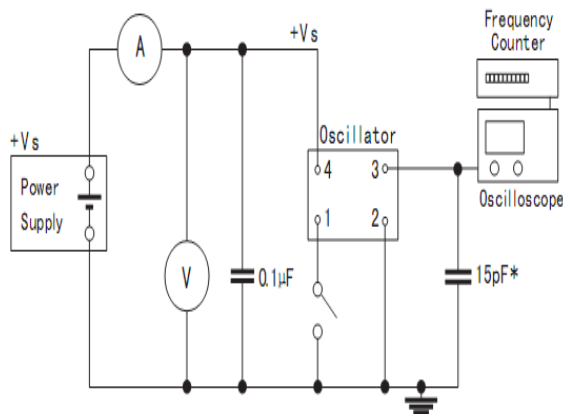 Frequency
Counter
A
+Vs
Oscillator
+Vs
4
3
Oscilloscope
Power
Supply
1
2
V
0.1μF
15pF*